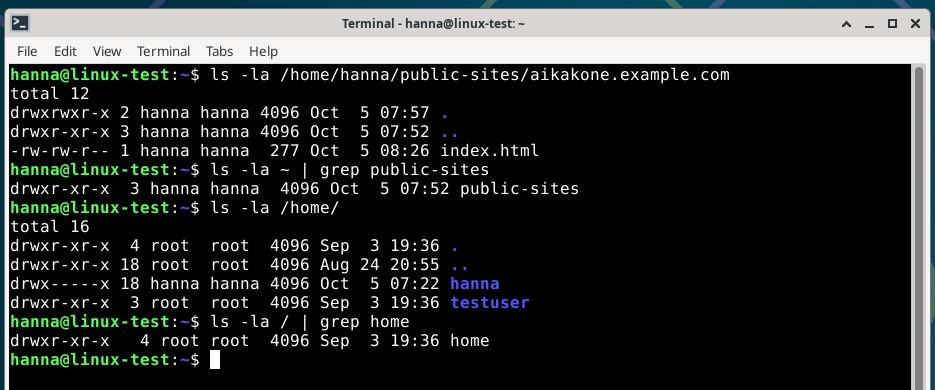 Terminal - hanna@linux-test: ~
File Edit View Terminal Tabs Help
hanna@linux-test:~$ ls -la /home/hanna/public-sites/aikakone.example.com
total 12
drwxrwxr-x 2 hanna hanna 4096 Oct  5 07:57 .
drwxr-xr-x 3 hanna hanna 4096 Oct  5 07:52 ..
-rw-rw-r-- 1 hanna hanna  277 Oct  5 08:26 index.html
hanna@linux-test:~$ ls -la ~ | grep public-sites
drwxr-xr-x  3 hanna hanna  4096 Oct  5 07:52 public-sites
hanna@linux-test:~$ ls -la /home/
total 16
drwxr-xr-x  4 root  root  4096 Sep  3 19:36 .
drwxr-xr-x 18 root  root  4096 Aug 24 20:55 ..
drwx-----x 18 hanna hanna 4096 Oct  5 07:22 hanna
drwxr-xr-x  3 root  root  4096 Sep  3 19:36 testuser
hanna@linux-test:~$ ls -la / | grep home
drwxr-xr-x   4 root root  4096 Sep  3 19:36 home
hanna@linux-test:~$